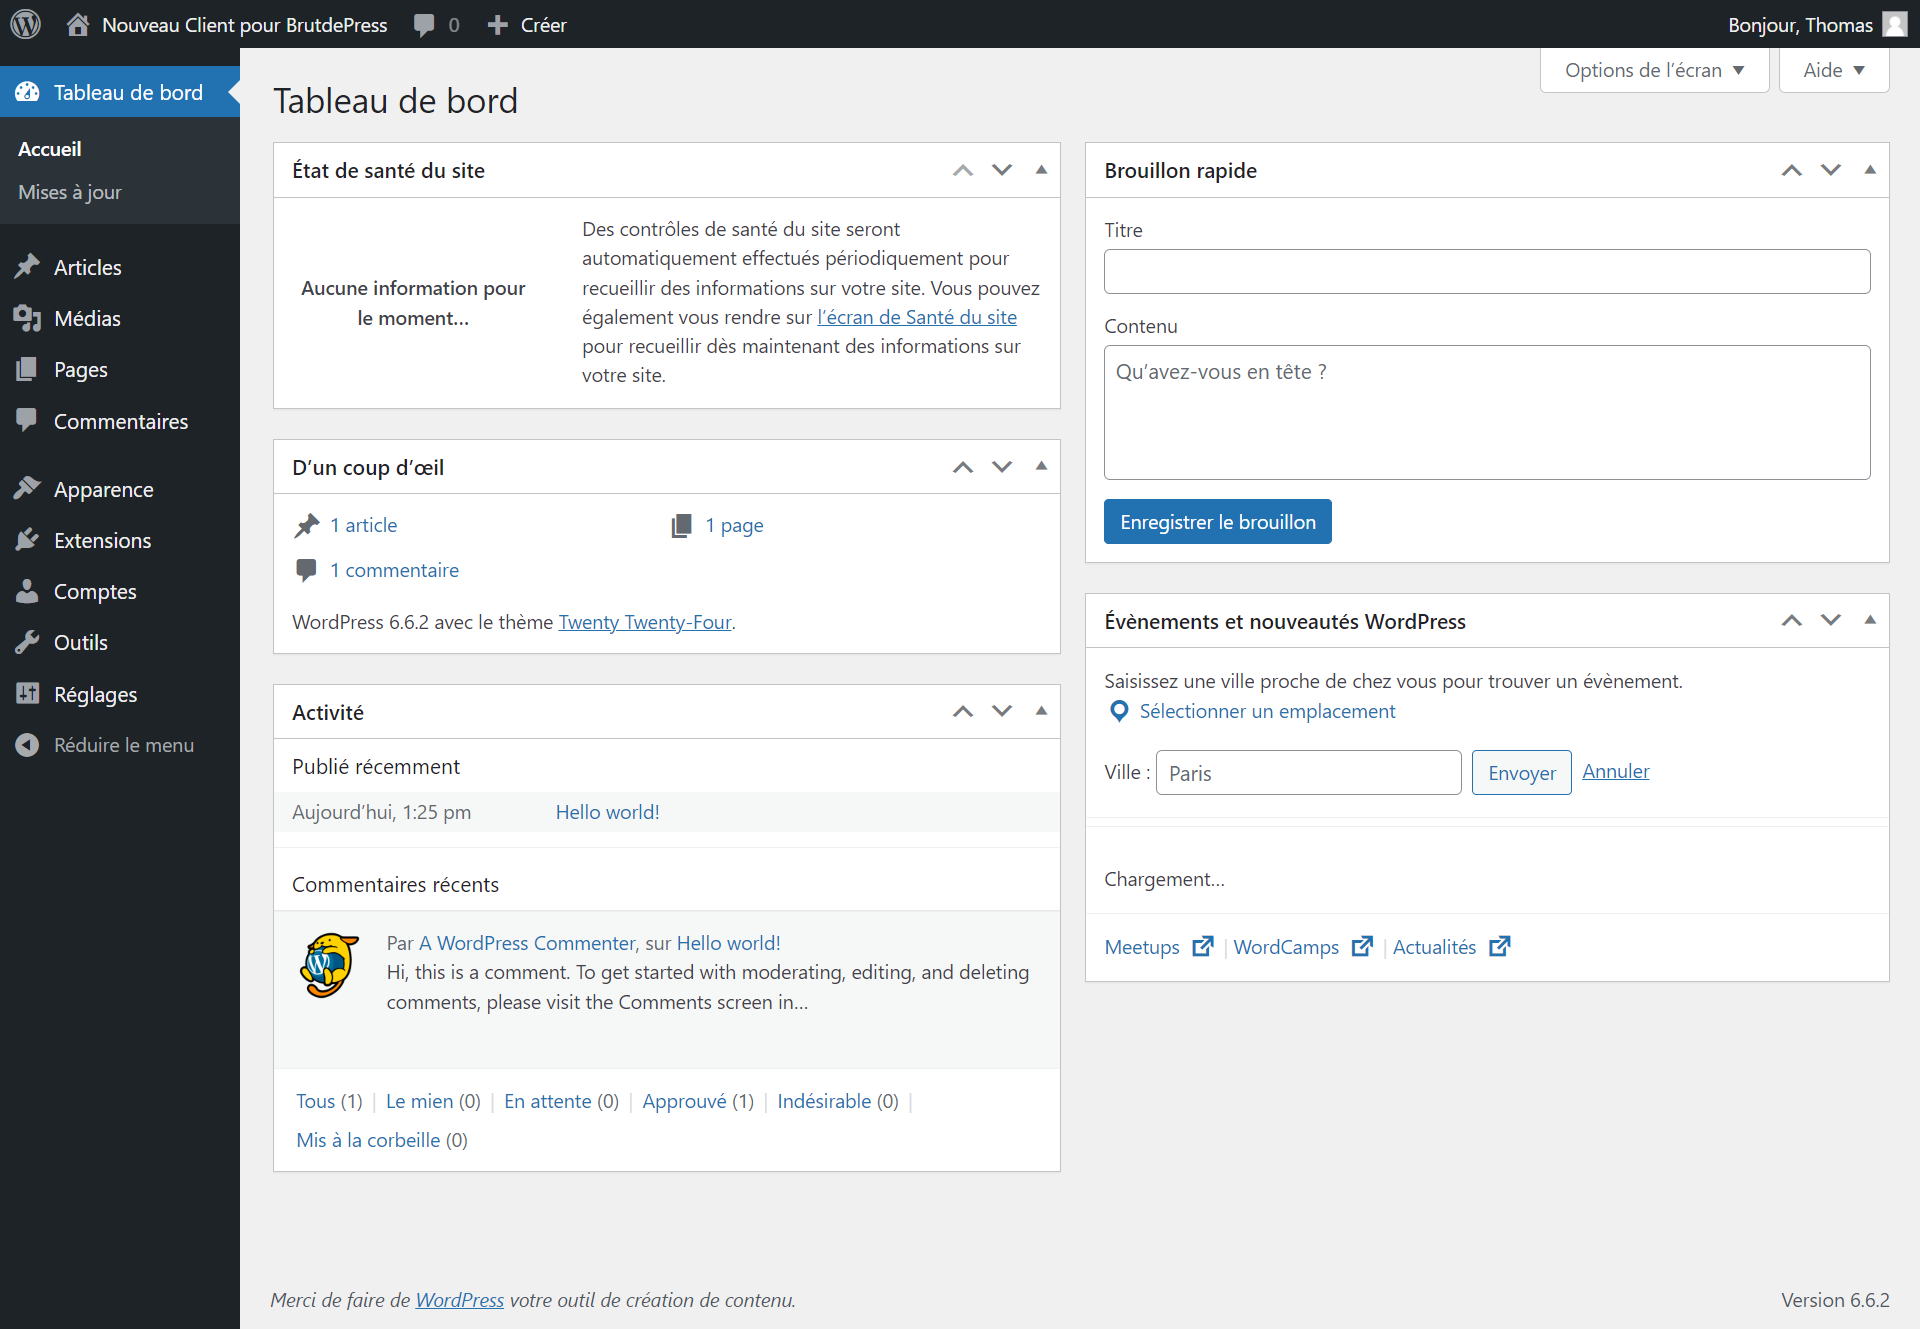 Nouveau Client pour BrutdePress
0
Créer
Bonjour, Thomas
Tableau de bord
Accueil
Mises à jour
Articles
Médias
Pages
Commentaires
Apparence
Extensions
Comptes
Outils
Réglages
Réduire le menu
Options de l’écran
Aide
Tableau de bord
État de santé du site
Aucune information pour
le moment…
Des contrôles de santé du site seront
automatiquement effectués périodiquement pour
recueillir des informations sur votre site. Vous pouvez
également vous rendre sur l’écran de Santé du site
pour recueillir dès maintenant des informations sur
votre site.
D’un coup d’œil
1 article
1 page
1 commentaire
WordPress 6.6.2 avec le thème Twenty Twenty-Four.
Activité
Publié récemment
Aujourd’hui, 1:25 pm
Hello world!
Commentaires récents
Par A WordPress Commenter, sur Hello world!
Hi, this is a comment. To get started with moderating, editing, and deleting
comments, please visit the Comments screen in…
Tous (1) | Le mien (0) | En attente (0) | Approuvé (1) | Indésirable (0) |
Mis à la corbeille (0)
Brouillon rapide
Titre
Contenu
Qu’avez-vous en tête ?
Enregistrer le brouillon
Évènements et nouveautés WordPress
Saisissez une ville proche de chez vous pour trouver un évènement.
Sélectionner un emplacement
Ville : Paris Envoyer Annuler
Chargement…
Meetups | WordCamps | Actualités
Merci de faire de WordPress votre outil de création de contenu.
Version 6.6.2